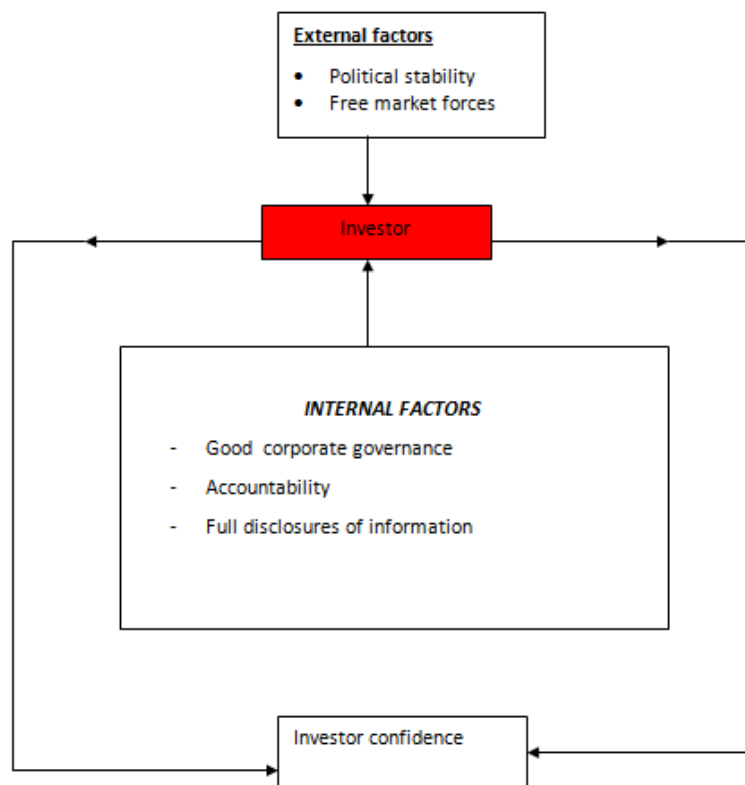 External factors
• Political stability
• Free market forces
Investor
INTERNAL FACTORS
- Good corporate governance
- Accountability
- Full disclosures of information
Investor confidence